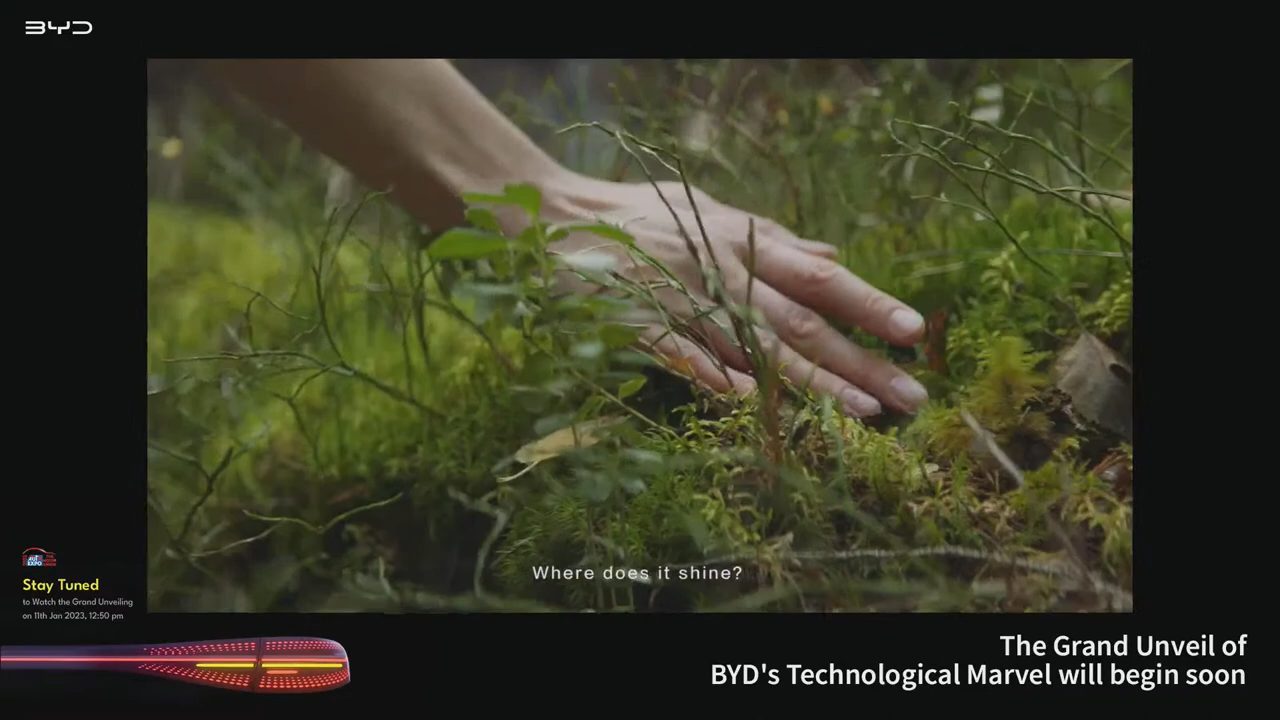 BYD
Where does it shine?
EXPO
Stay Tuned
to Watch the Grand Unveiling
on 11th Jan 2023, 12:50 pm
The Grand Unveil of
BYD's Technological Marvel will begin soon